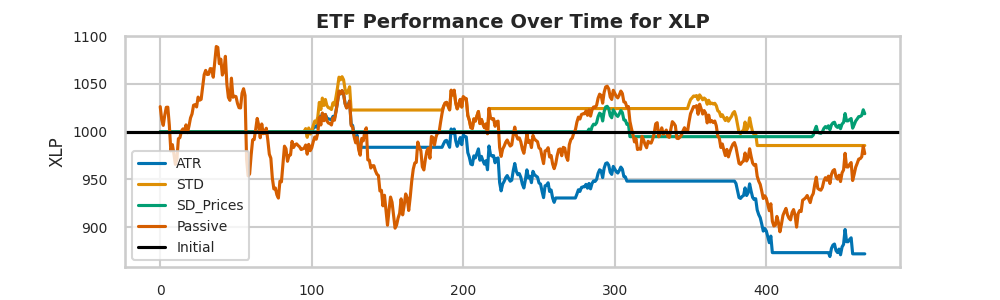 ETF Performance Over Time for XLP
XLP
1100
1050
1000
950
900
ATR
STD
SD_Prices
Passive
Initial
0
100
200
300
400